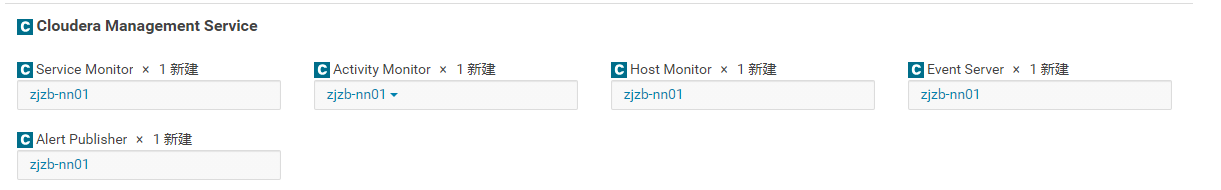 Cloudera Management Service
Service Monitor × 1 新建
Activity Monitor × 1 新建
Host Monitor × 1 新建
Event Server × 1 新建
zjzb-nn01
zjzb-nn01
zjzb-nn01
zjzb-nn01
Alert Publisher × 1 新建
zjzb-nn01